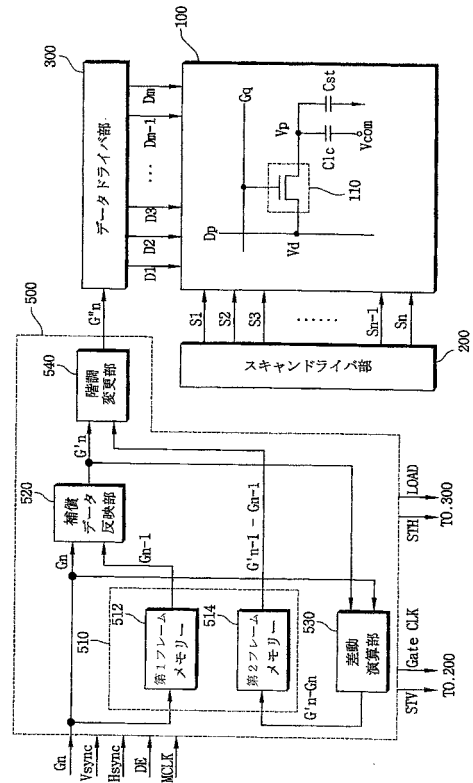 500
Gn
Vsync
Hsync
DE
MCLK
Gn
520
補償
データ
反映部
G'n
540
階調
変更部
G"n
510
512
第1フレーム
メモリー
Gn-1
514
第2フレーム
メモリー
G'n-1 - Gn-1
G'n-Gn
530
差動
演算部
STV
Gate CLK
TO.200
STH
LOAD
TO.300
300
データドライバ部
D1
D2
D3
...
Dm-1
Dm
200
スキャンドライバ部
S1
S2
S3
......
Sn-1
Sn
100
Dp
Gq
Vd
110
Vp
Clc
Cst
Vcom